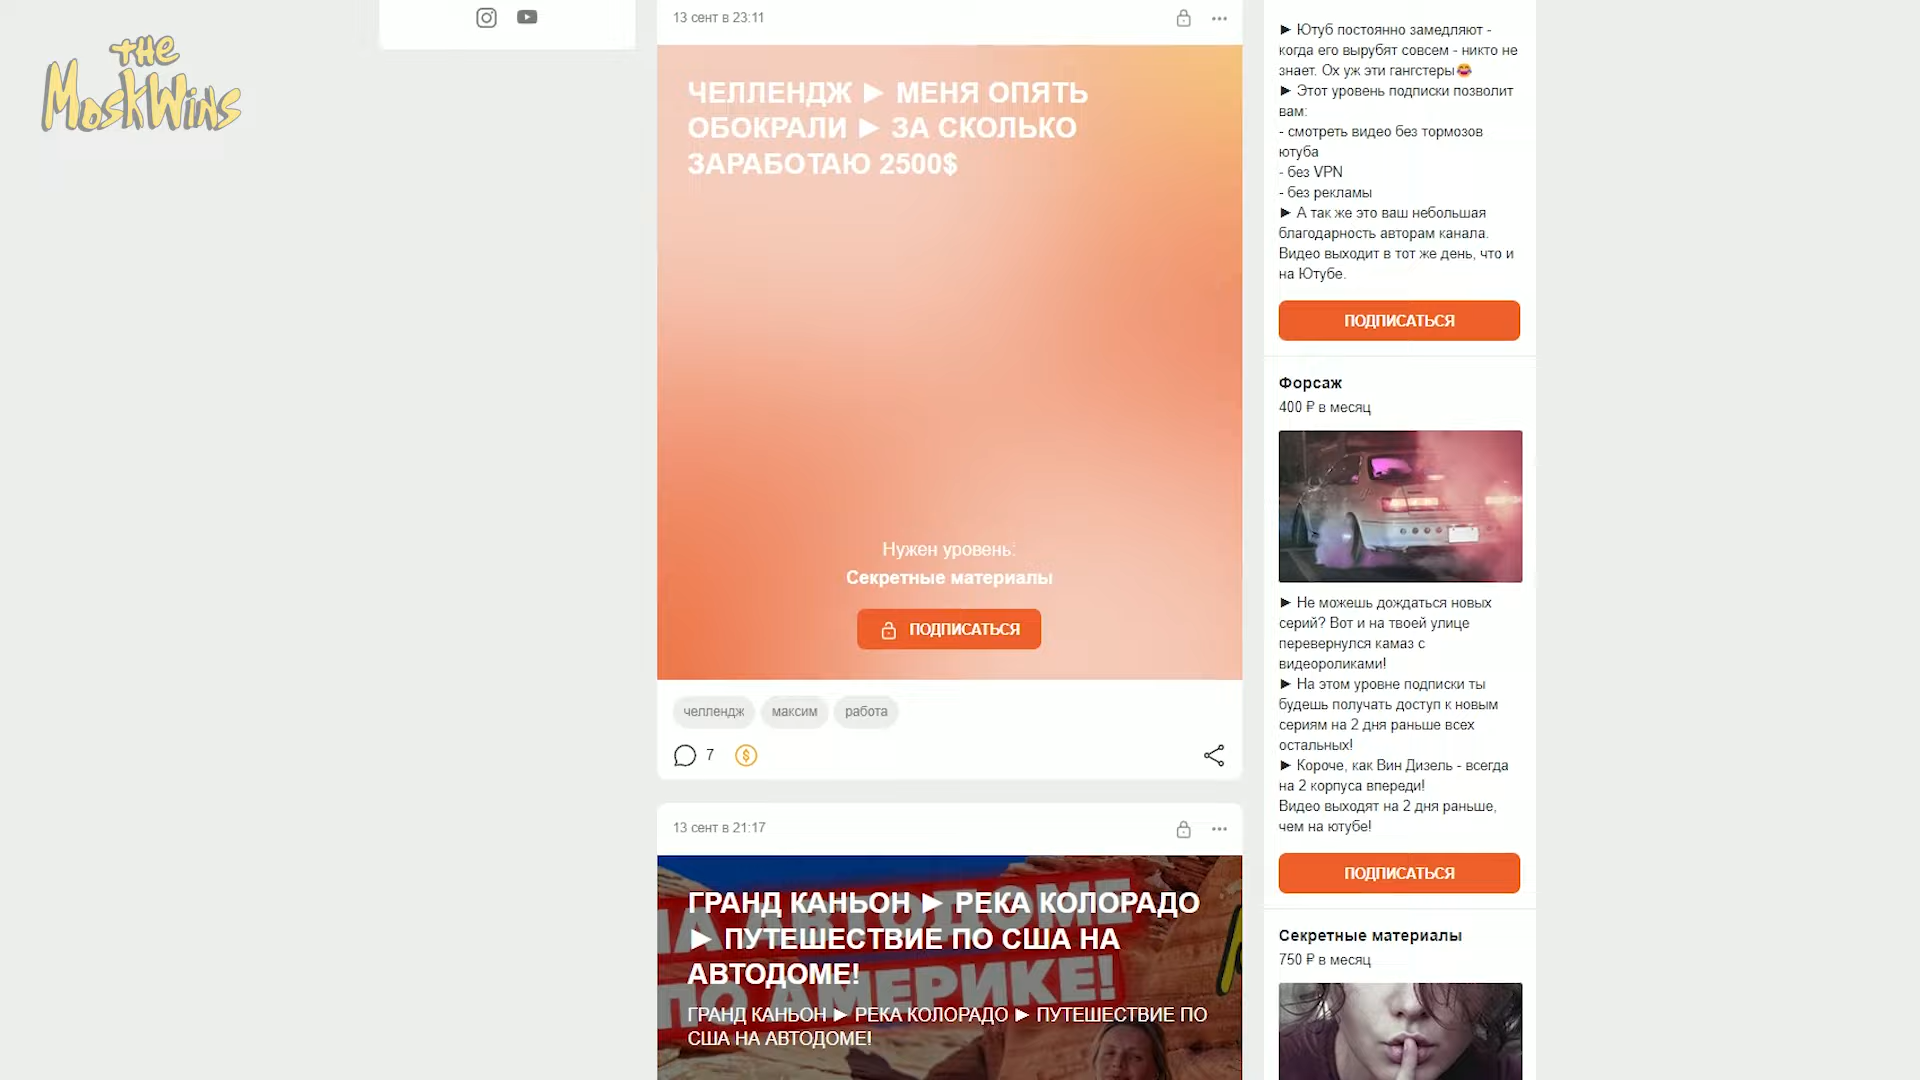 the
MoskWins
13 сент в 23:11
ЧЕЛЛЕНДЖ ► МЕНЯ ОПЯТЬ
ОБОКРАЛИ ► ЗА СКОЛЬКО
ЗАРАБОТАЮ 2500$
Нужен уровень:
Секретные материалы
ПОДПИСАТЬСЯ
челлендж
максим
работа
7
13 сент в 21:17
НА АВТОДОМЕ
ПО АМЕРИКЕ!
ГРАНД КАНЬОН ► РЕКА КОЛОРАДО
► ПУТЕШЕСТВИЕ ПО США НА
АВТОДОМЕ!
ГРАНД КАНЬОН ► РЕКА КОЛОРАДО ► ПУТЕШЕСТВИЕ ПО
США НА АВТОДОМЕ!
► Ютуб постоянно замедляют -
когда его вырубят совсем - никто не
знает. Ох уж эти гангстеры😂
► Этот уровень подписки позволит
вам:
- смотреть видео без тормозов
ютуба
- без VPN
- без рекламы
► А так же это ваш небольшая
благодарность авторам канала.
Видео выходит в тот же день, что и
на Ютубе.
ПОДПИСАТЬСЯ
Форсаж
400 ₽ в месяц
► Не можешь дождаться новых
серий? Вот и на твоей улице
перевернулся камаз с
видеороликами!
► На этом уровне подписки ты
будешь получать доступ к новым
сериям на 2 дня раньше всех
остальных!
► Короче, как Вин Дизель - всегда
на 2 корпуса впереди!
Видео выходят на 2 дня раньше,
чем на ютубе!
ПОДПИСАТЬСЯ
Секретные материалы
750 ₽ в месяц